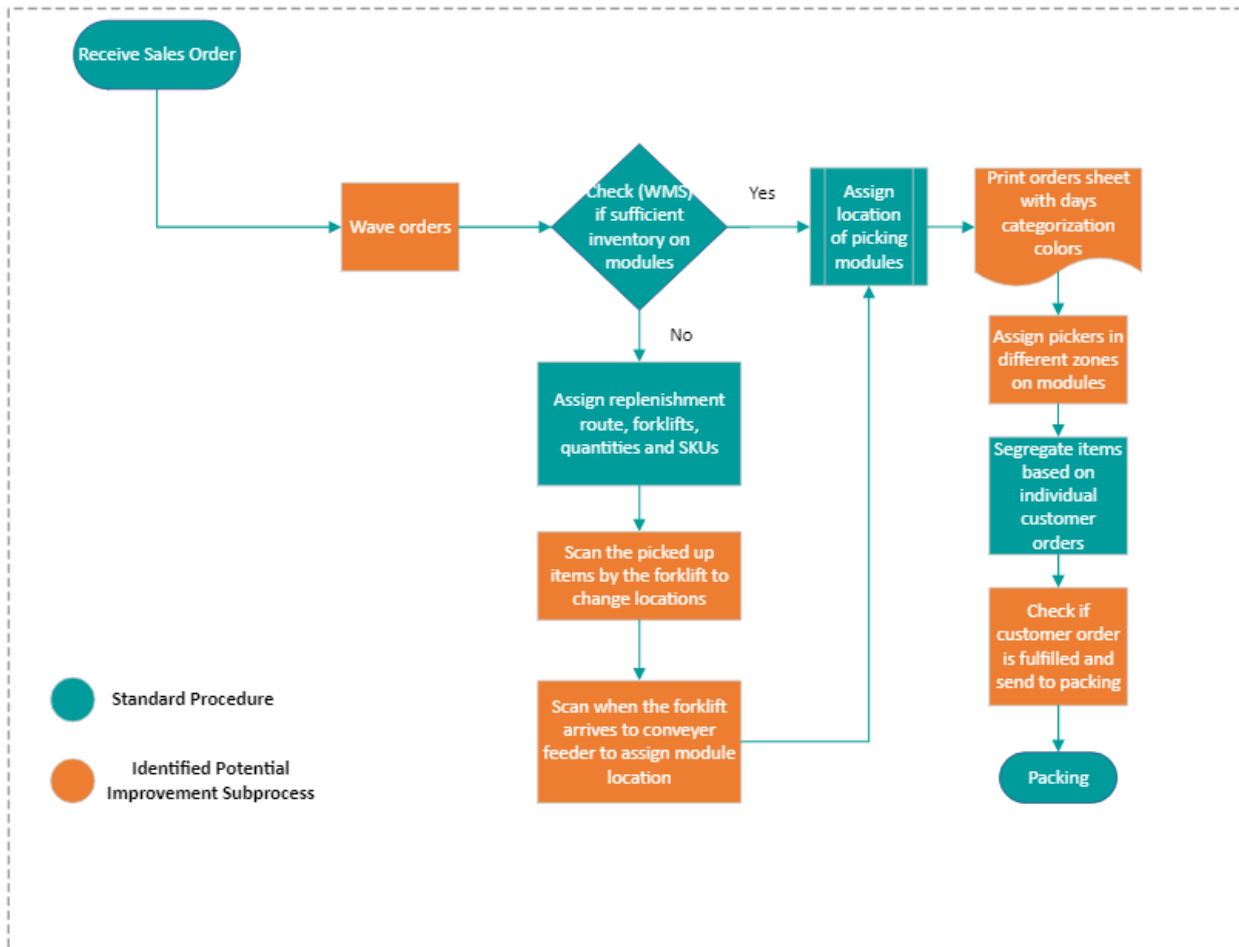 Receive Sales Order
Wave orders
Check (WMS)
if sufficient
inventory on
modules
Yes
No
Assign
location
of picking
modules
Print orders sheet
with days
categorization
colors
Assign pickers in
different zones
on modules
Segregate items
based on
individual
customer
orders
Check if
customer order
is fulfilled and
send to packing
Packing
Assign replenishment
route, forklifts,
quantities and SKUs
Scan the picked up
items by the forklift to
change locations
Scan when the forklift
arrives to conveyer
feeder to assign module
location
Standard Procedure
Identified Potential
Improvement Subprocess